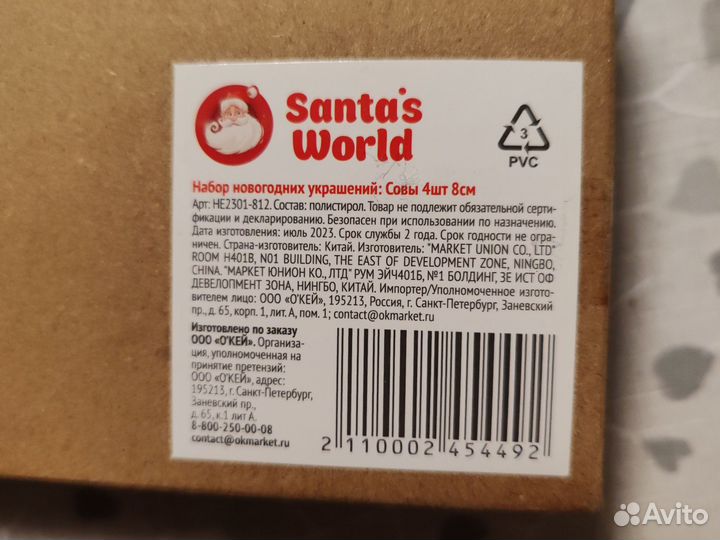 Santa's
World
3
PVC
Набор новогодних украшений: Совы 4шт 8см
Арт: HE2301-812. Состав: полистирол. Товар не подлежит обязательной серти-
фикации и декларированию. Безопасен при использовании по назначению.
Дата изготовления: июль 2023. Срок службы 2 года. Срок годности не огра-
ничен. Страна-изготовитель: Китай. Изготовитель: "MARKET UNION CO., LTD"
ROOM H401B, NO1 BUILDING, THE EAST OF DEVELOPMENT ZONE, NINGBO,
CHINA. "МАРКЕТ ЮНИОН КО., ЛТД" РУМ ЭЙЧ401Б, №1 БОЛДИНГ, ЗЕ ИСТ ОФ
ДЕВЕЛОПМЕНТ ЗОНА, НИНГБО, КИТАЙ. Импортер/Уполномоченное изгото-
вителем лицо: ООО «О'КЕЙ», 195213, Россия, г. Санкт-Петербург, Заневский
пр., д. 65, корп. 1, лит. А, пом. 1; contact@okmarket.ru
Изготовлено по заказу
ООО «О'КЕЙ». Организа-
ция, уполномоченная на
принятие претензий:
ООО «О'КЕЙ», адрес:
195213, г. Санкт-Петербург,
Заневский пр.,
д. 65, к.1 лит А.
8-800-250-00-08
contact@okmarket.ru
2 110002 454492
Avito